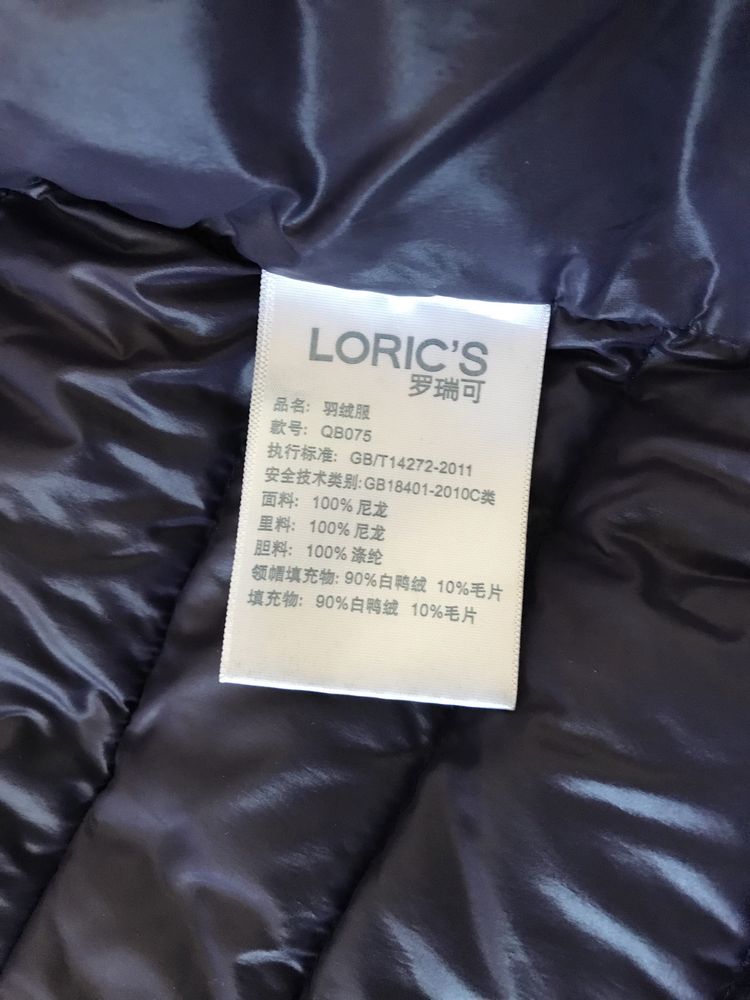 LORIC'S
罗瑞可
品名: 羽绒服
款号: QB075
执行标准: GB/T14272-2011
安全技术类别:GB18401-2010C类
面料: 100%尼龙
里料: 100%尼龙
胆料: 100%涤纶
领帽填充物: 90%白鸭绒 10%毛片
填充物: 90%白鸭绒 10%毛片